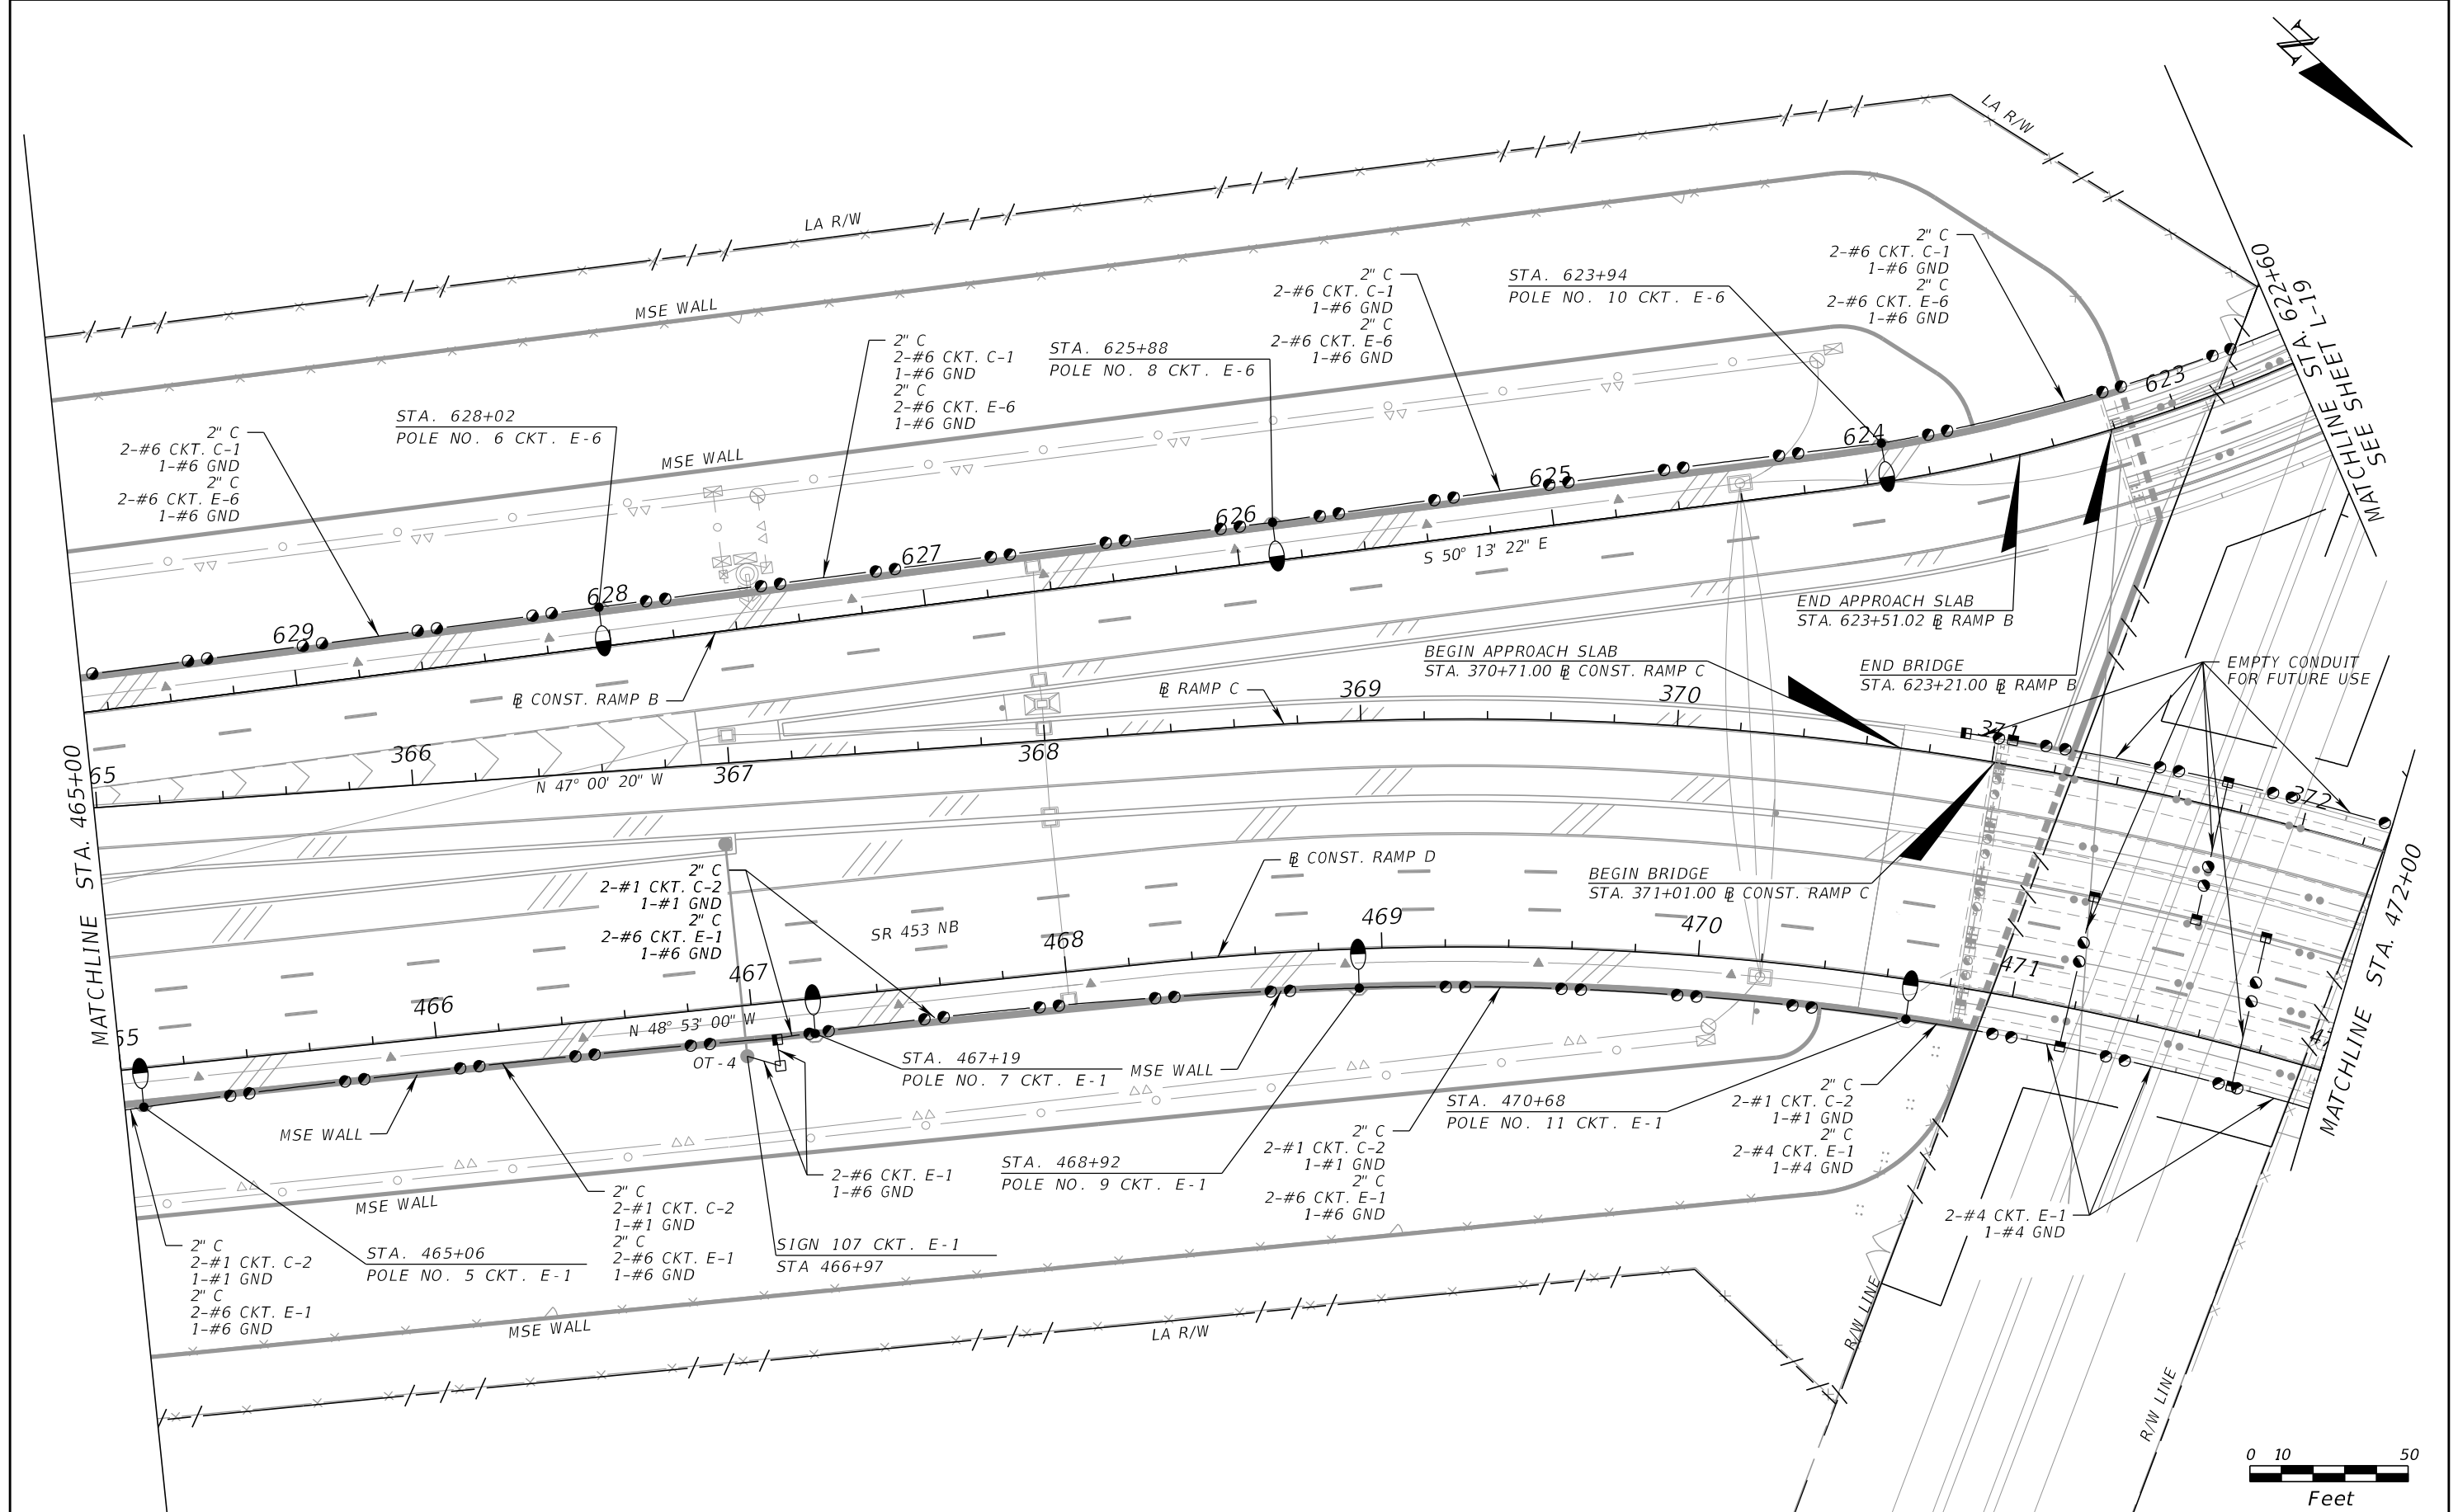 N
LA R/W
LA R/W
MSE WALL
MSE WALL
2" C
2-#6 CKT. C-1
1-#6 GND
2" C
2-#6 CKT. E-6
1-#6 GND
STA. 623+94
POLE NO. 10 CKT. E-6
2" C
2-#6 CKT. C-1
1-#6 GND
2" C
2-#6 CKT. E-6
1-#6 GND
MATCHLINE STA. 622+60
SEE SHEET L-19
2" C
2-#6 CKT. C-1
1-#6 GND
2" C
2-#6 CKT. E-6
1-#6 GND
STA. 625+88
POLE NO. 8 CKT. E-6
STA. 628+02
POLE NO. 6 CKT. E-6
2" C
2-#6 CKT. C-1
1-#6 GND
2" C
2-#6 CKT. E-6
1-#6 GND
623
624
625
626
627
628
629
S 50° 13' 22" E
END APPROACH SLAB
STA. 623+51.02 BL RAMP B
BL CONST. RAMP B
BL RAMP C
BEGIN APPROACH SLAB
STA. 370+71.00 BL CONST. RAMP C
END BRIDGE
STA. 623+21.00 BL RAMP B
EMPTY CONDUIT
FOR FUTURE USE
65
366
367
368
369
370
371
372
N 47° 00' 20" W
MATCHLINE STA. 465+00
BEGIN BRIDGE
STA. 371+01.00 BL CONST. RAMP C
BL CONST. RAMP D
SR 453 NB
2" C
2-#1 CKT. C-2
1-#1 GND
2" C
2-#6 CKT. E-1
1-#6 GND
65
466
467
468
469
470
471
47
N 48° 53' 00" W
OT-4
MATCHLINE STA. 472+00
STA. 467+19
POLE NO. 7 CKT. E-1
MSE WALL
MSE WALL
STA. 470+68
POLE NO. 11 CKT. E-1
2" C
2-#1 CKT. C-2
1-#1 GND
2" C
2-#4 CKT. E-1
1-#4 GND
2" C
2-#1 CKT. C-2
1-#1 GND
2" C
2-#6 CKT. E-1
1-#6 GND
STA. 468+92
POLE NO. 9 CKT. E-1
2-#6 CKT. E-1
1-#6 GND
MSE WALL
2" C
2-#1 CKT. C-2
1-#1 GND
2" C
2-#6 CKT. E-1
1-#6 GND
2-#4 CKT. E-1
1-#4 GND
2" C
2-#1 CKT. C-2
1-#1 GND
2" C
2-#6 CKT. E-1
1-#6 GND
STA. 465+06
POLE NO. 5 CKT. E-1
SIGN 107 CKT. E-1
STA 466+97
MSE WALL
LA R/W
R/W LINE
R/W LINE
0 10 50
Feet